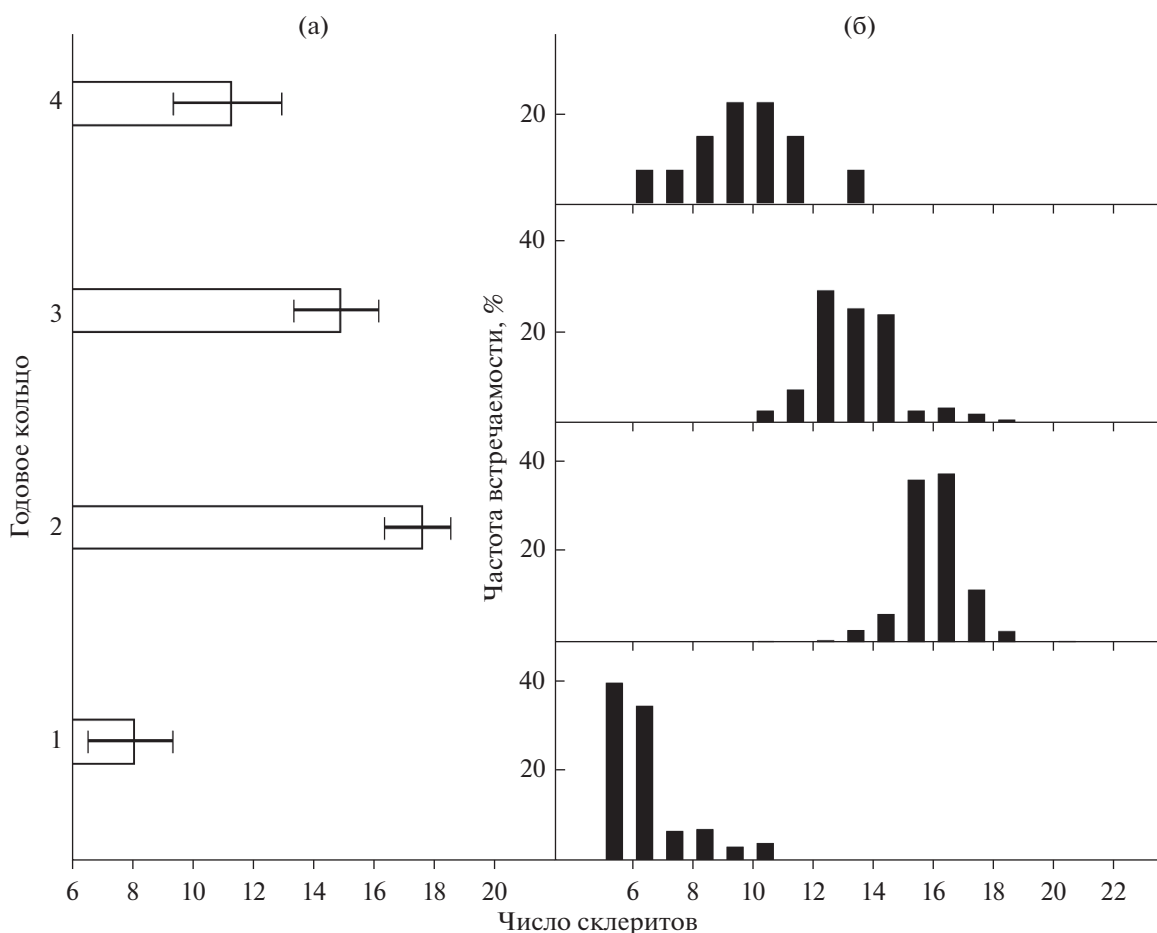 (а)
(б)
Годовое кольцо
4
3
2
1
6 8 10 12 14 16 18 20
Частота встречаемости, %
20
40
20
40
20
40
20
6 8 10 12 14 16 18 20 22
Число склеритов